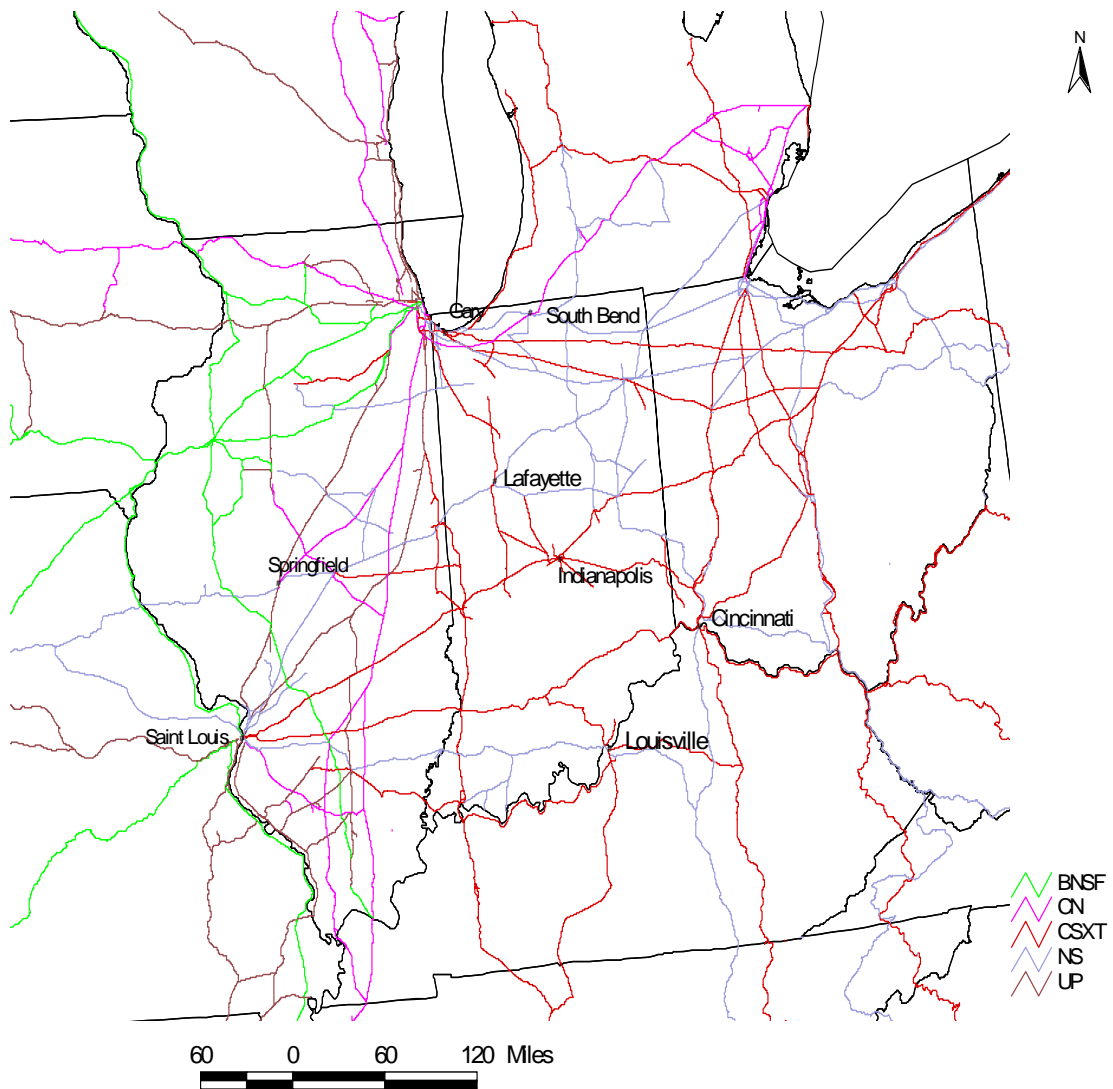 N
Gary
South Bend
Lafayette
Springfield
Indianapolis
Cincinnati
Saint Louis
Louisville
BNSF
CN
CSXT
NS
UP
60 0 60 120 Miles